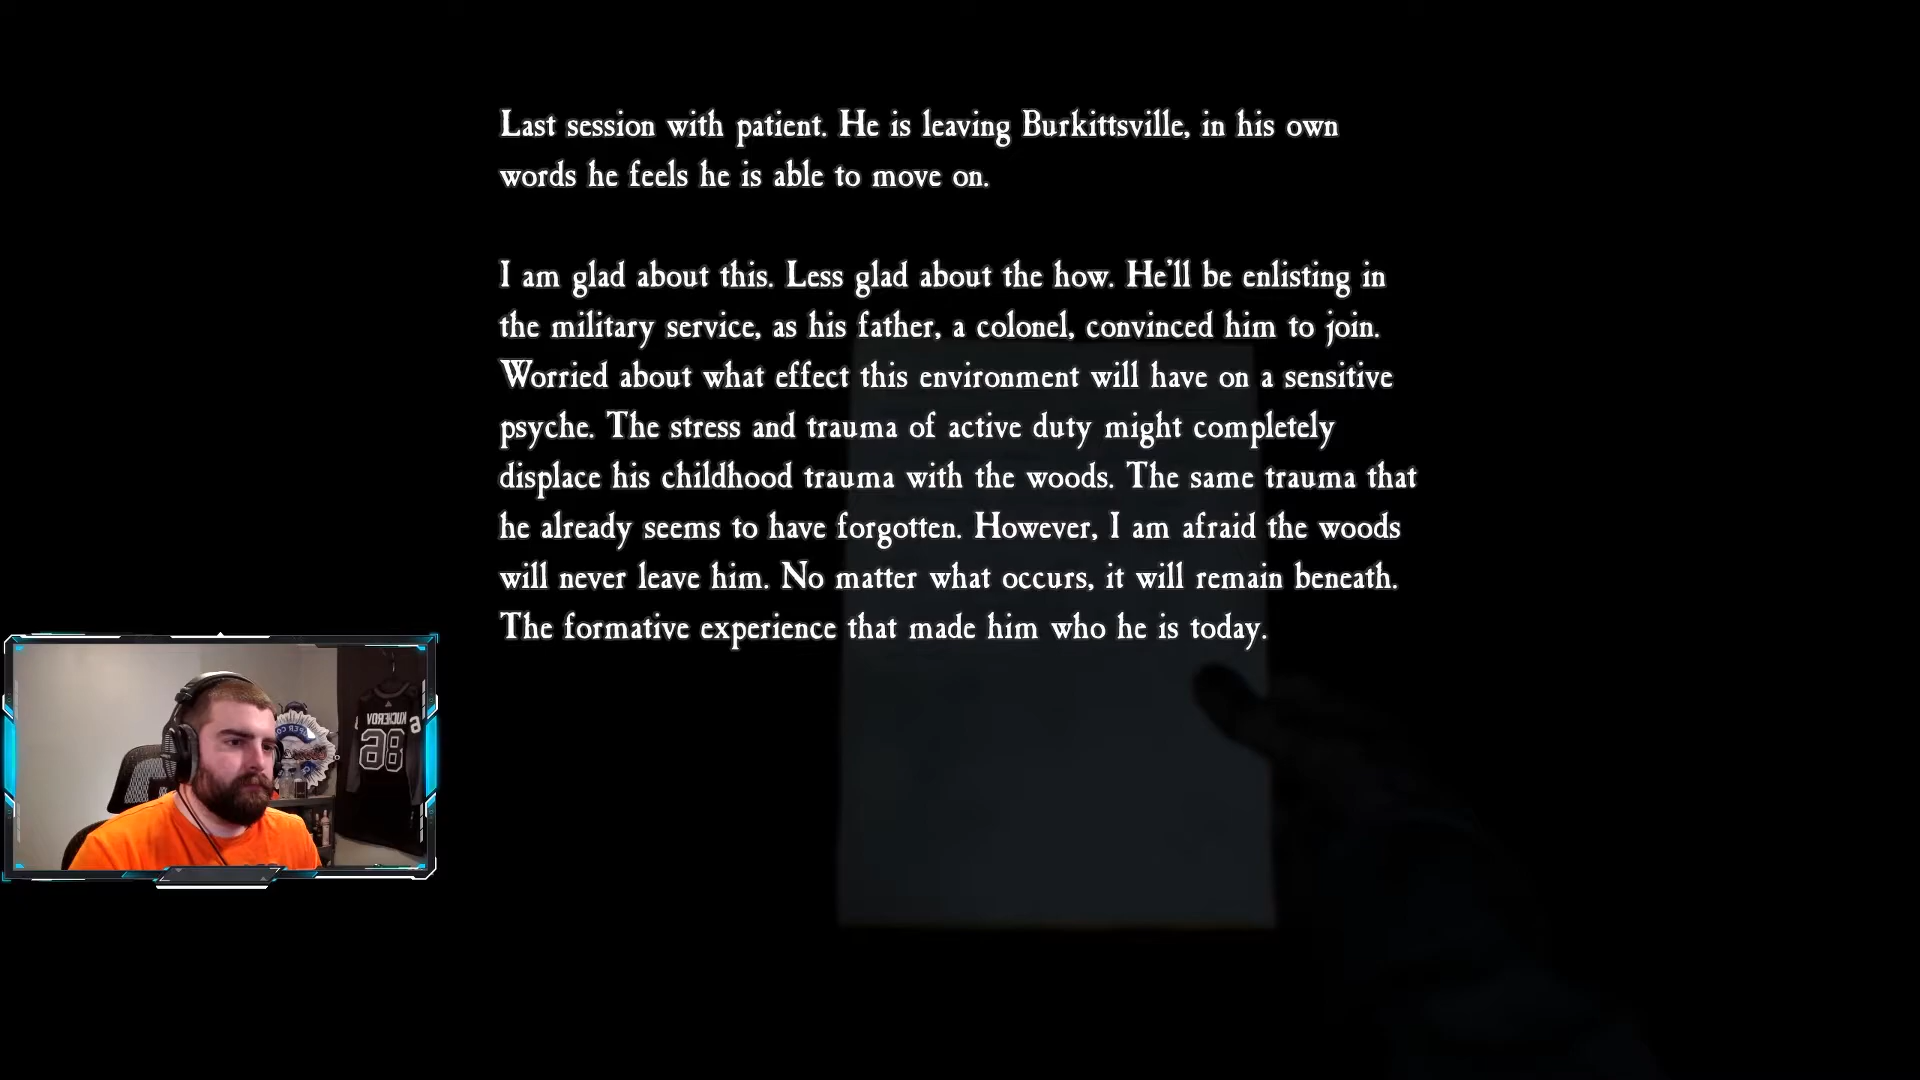 Last session with patient. He is leaving Burkittsville, in his own
words he feels he is able to move on.
I am glad about this. Less glad about the how. He'll be enlisting in
the military service, as his father, a colonel, convinced him to join.
Worried about what effect this environment will have on a sensitive
psyche. The stress and trauma of active duty might completely
displace his childhood trauma with the woods. The same trauma that
he already seems to have forgotten. However, I am afraid the woods
will never leave him. No matter what occurs, it will remain beneath.
The formative experience that made him who he is today.
KUCHEROV
86